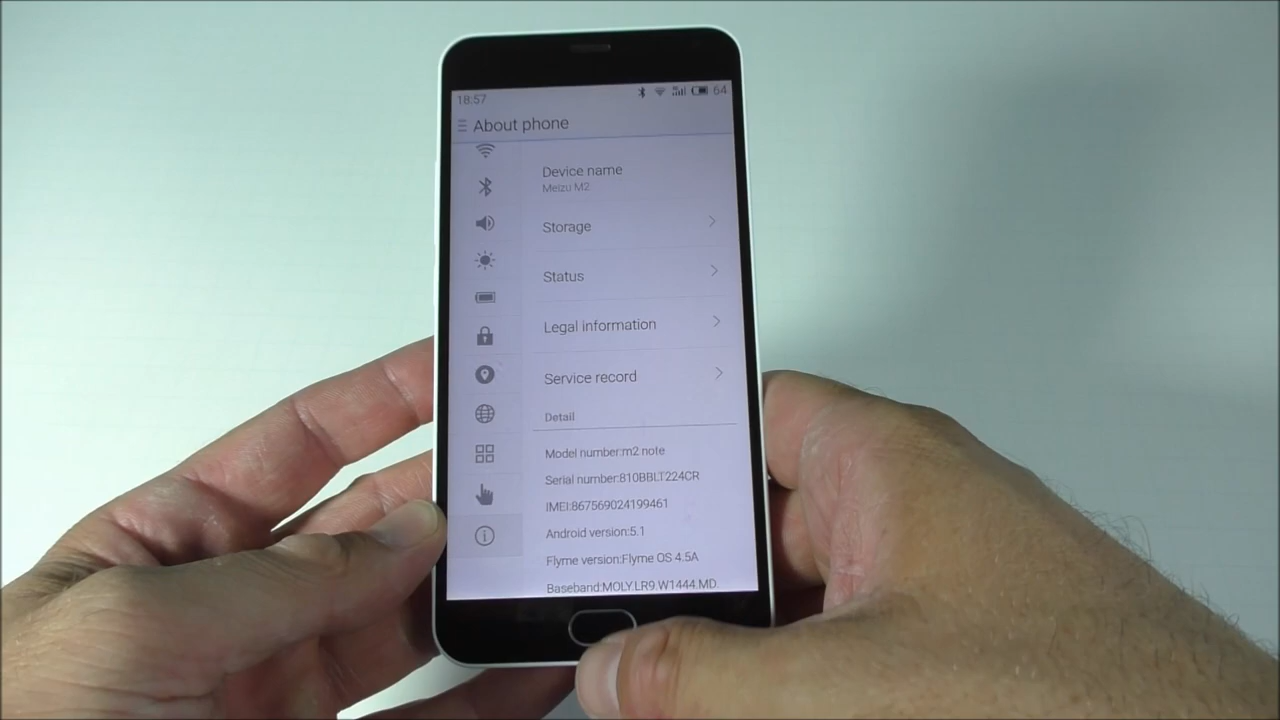 18:57 64
About phone
Device name
Meizu M2
Storage
Status
Legal information
Service record
Detail
Model number:m2 note
Serial number:810BBLT224CR
IMEI:867569024199461
Android version:5.1
Flyme version:Flyme OS 4.5A
Baseband:MOLY.LR9.W1444.MD.